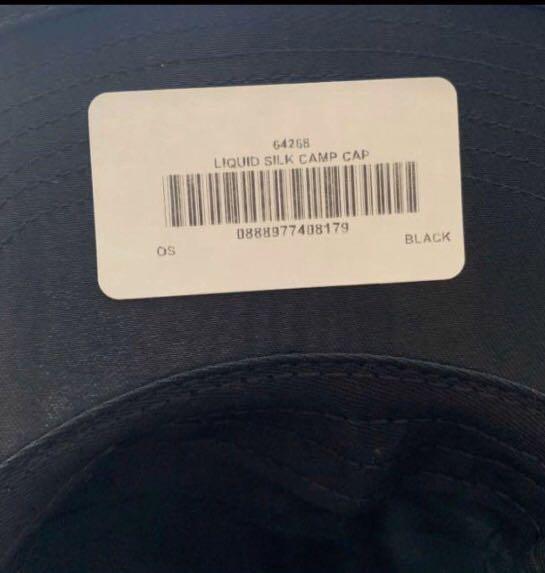 64268
LIQUID SILK CAMP CAP
0888977408179
OS
BLACK